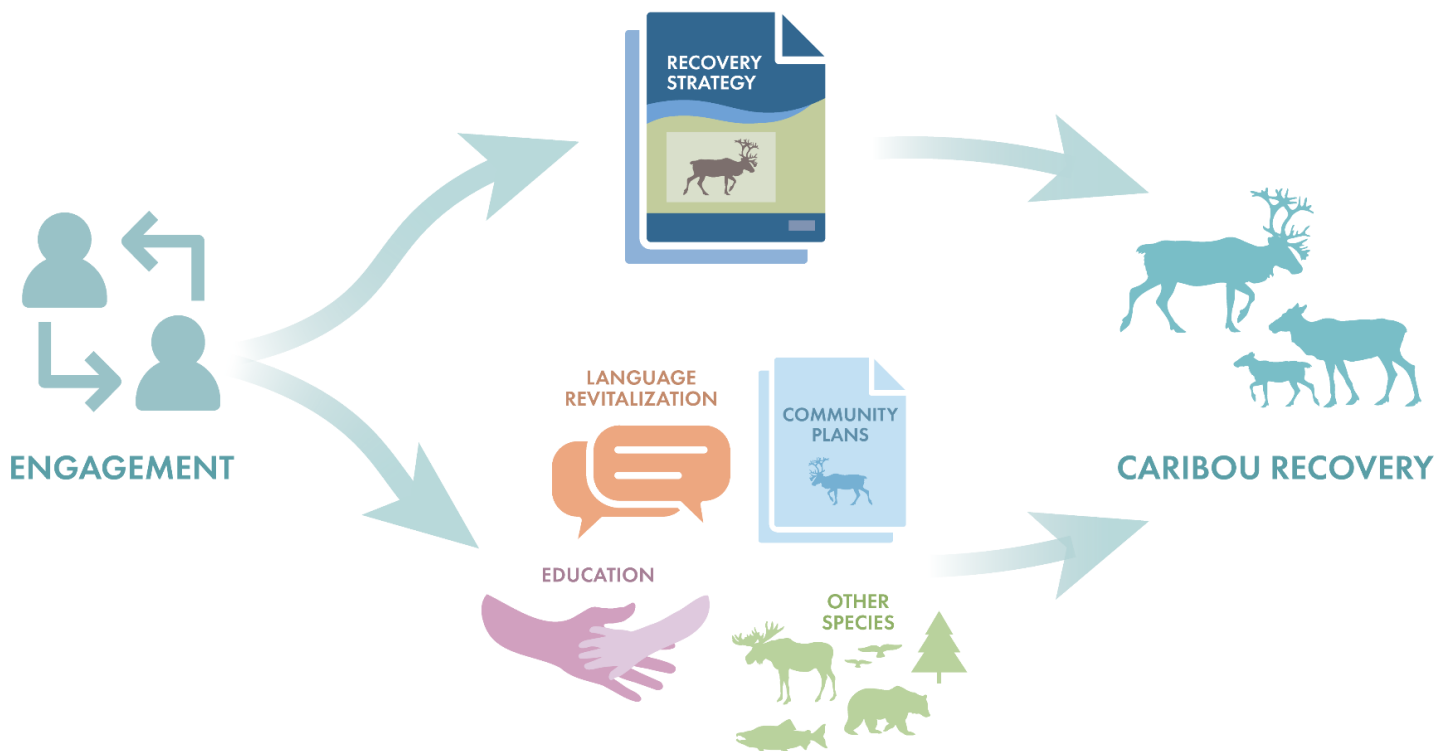 RECOVERY
STRATEGY
ENGAGEMENT
LANGUAGE
REVITALIZATION
COMMUNITY
PLANS
EDUCATION
OTHER
SPECIES
CARIBOU RECOVERY